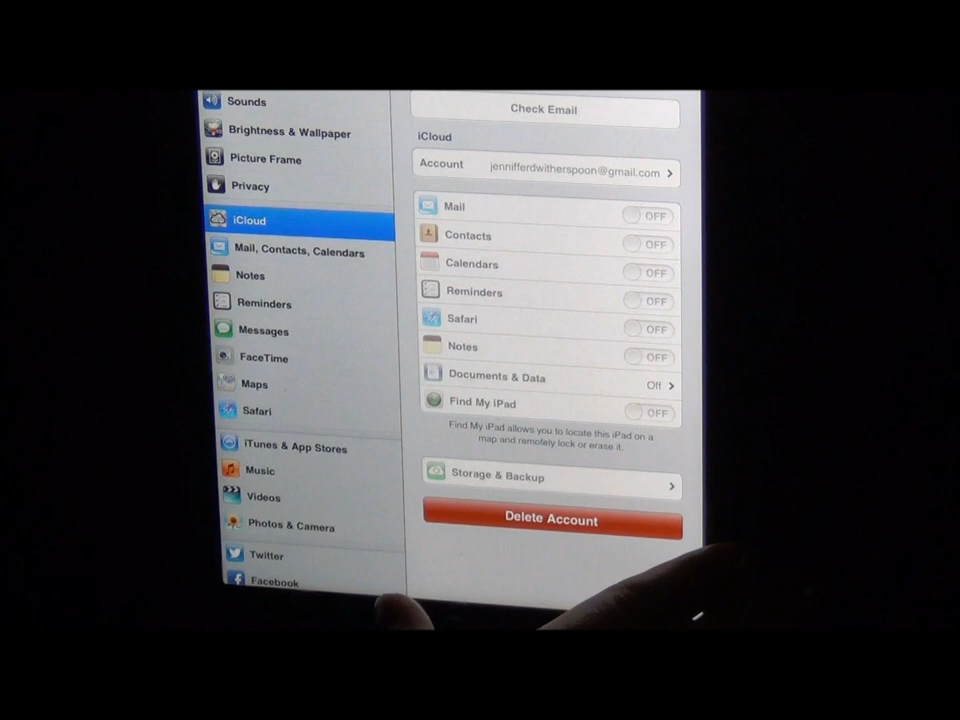 Sounds
Brightness & Wallpaper
Picture Frame
Privacy
iCloud
Mail, Contacts, Calendars
Notes
Reminders
Messages
FaceTime
Maps
Safari
iTunes & App Stores
Music
Videos
Photos & Camera
Twitter
Facebook
Check Email
iCloud
Account jennifferdwitherspoon@gmail.com
Mail OFF
Contacts OFF
Calendars OFF
Reminders OFF
Safari OFF
Notes OFF
Documents & Data Off
Find My iPad OFF
Find My iPad allows you to locate this iPad on a
map and remotely lock or erase it.
Storage & Backup
Delete Account